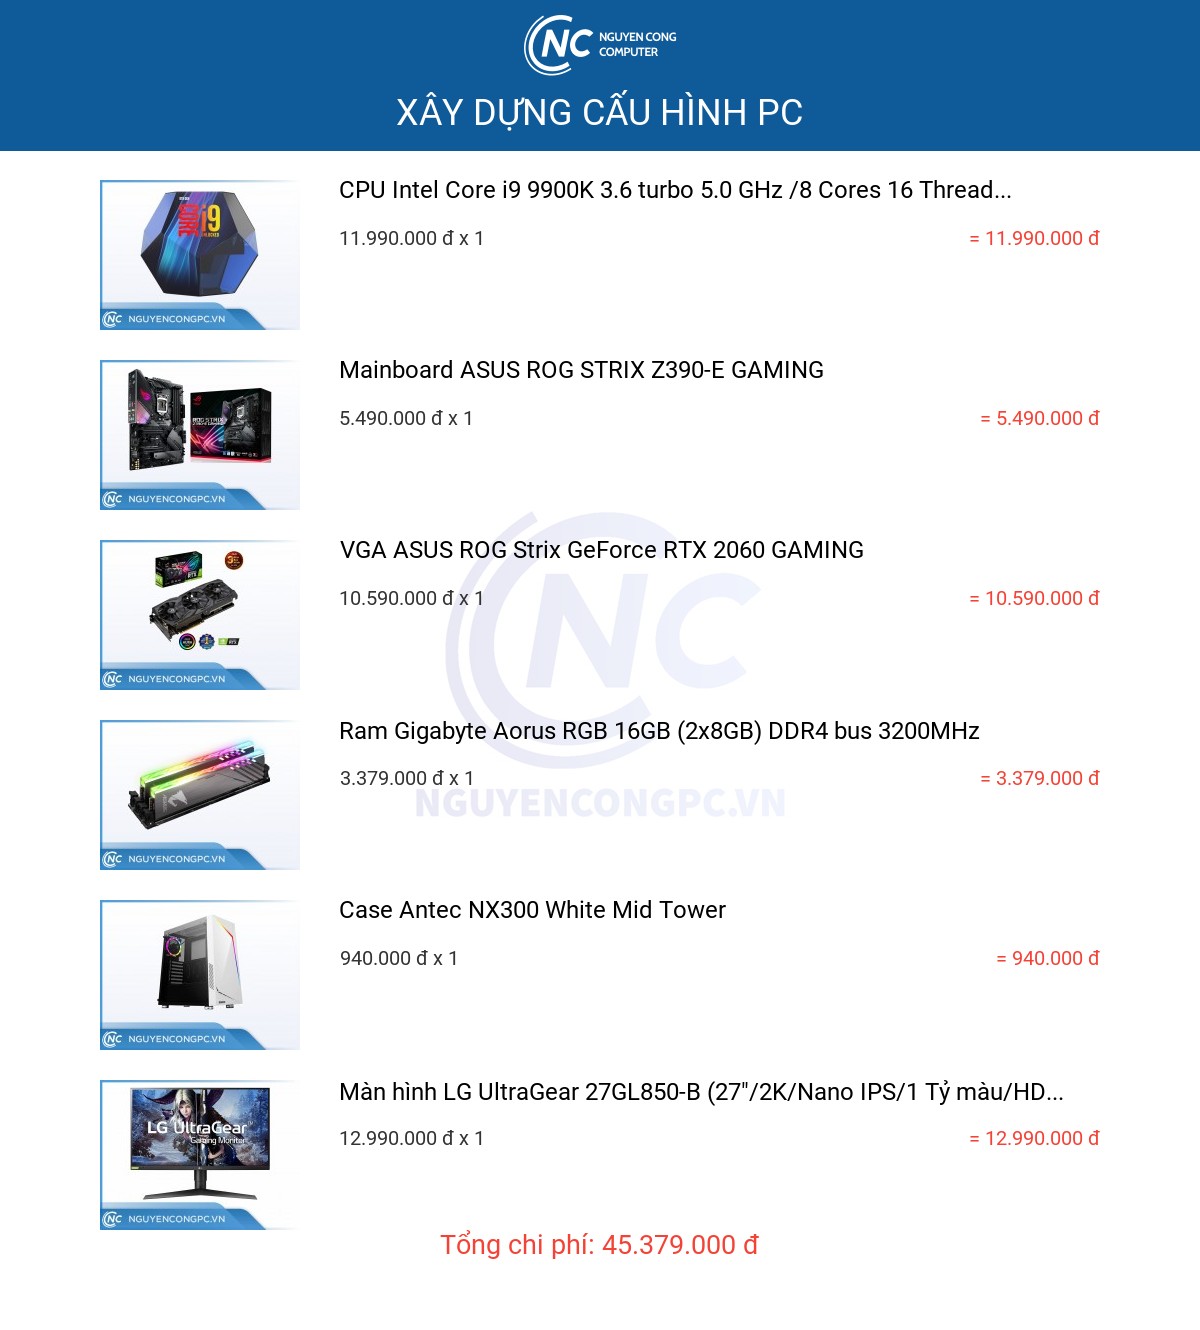 NC NGUYEN CONG
COMPUTER
XÂY DỰNG CẤU HÌNH PC
CPU Intel Core i9 9900K 3.6 turbo 5.0 GHz /8 Cores 16 Thread...
11.990.000 đ x 1
= 11.990.000 đ
CORE i9
NC NGUYENCONGPC.VN
Mainboard ASUS ROG STRIX Z390-E GAMING
5.490.000 đ x 1
= 5.490.000 đ
NC NGUYENCONGPC.VN
VGA ASUS ROG Strix GeForce RTX 2060 GAMING
10.590.000 đ x 1
= 10.590.000 đ
NC NGUYENCONGPC.VN
NC
Ram Gigabyte Aorus RGB 16GB (2x8GB) DDR4 bus 3200MHz
3.379.000 đ x 1
= 3.379.000 đ
NGUYENCONGPC.VN
NC NGUYENCONGPC.VN
Case Antec NX300 White Mid Tower
940.000 đ x 1
= 940.000 đ
NC NGUYENCONGPC.VN
Màn hình LG UltraGear 27GL850-B (27"/2K/Nano IPS/1 Tỷ màu/HD...
12.990.000 đ x 1
= 12.990.000 đ
LG UltraGear
Gaming Monitor
NC NGUYENCONGPC.VN
Tổng chi phí: 45.379.000 đ